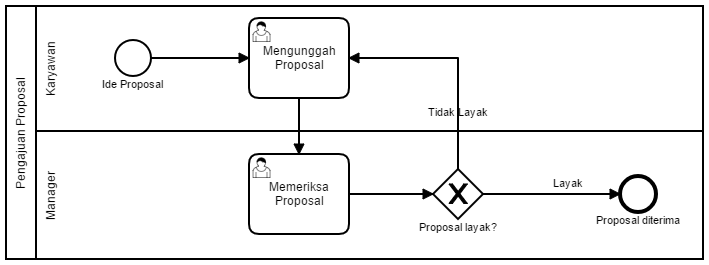 Pengajuan Proposal
Karyawan
Ide Proposal
Mengunggah
Proposal
Tidak Layak
Manager
Memeriksa
Proposal
X
Proposal layak?
Layak
Proposal diterima